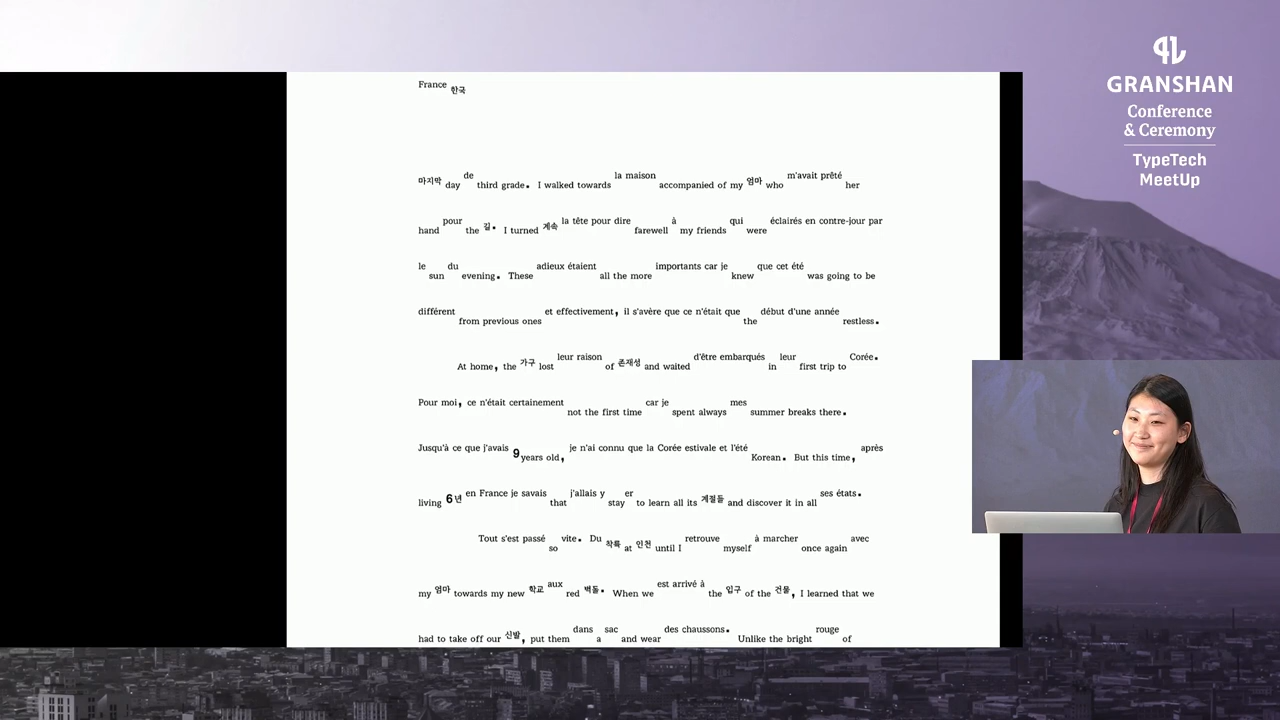 France 한국
마지막 day de third grade. I walked towards la maison accompanied of my 엄마 who m'avait prêté her
hand pour the 길. I turned 계속 la tête pour dire farewell à my friends qui were éclairés en contre-jour par
le sun du evening. These adieux étaient all the more importants car je knew que cet été was going to be
différent from previous ones et effectivement, il s'avère que ce n'était que the début d'une année restless.
At home, the 가구 lost leur raison of 존재성 and waited d'être embarqués in leur first trip to Corée.
Pour moi, ce n'était certainement not the first time car je spent always mes summer breaks there.
Jusqu'à ce que j'avais 9 years old, je n'ai connu que la Corée estivale et l'été Korean. But this time, après
living 6년 en France je savais that j'allais y stay er to learn all its 계절들 and discover it in all ses états.
Tout s'est passé so vite. Du 착륙 at 인천 until I retrouve myself à marcher once again avec
my 엄마 towards my new 학교 aux red 벽돌. When we est arrivé à the 입구 of the 건물, I learned that we
had to take off our 신발, put them dans a sac and wear des chaussons. Unlike the bright rouge of
GRANSHAN
Conference
& Ceremony
TypeTech
MeetUp